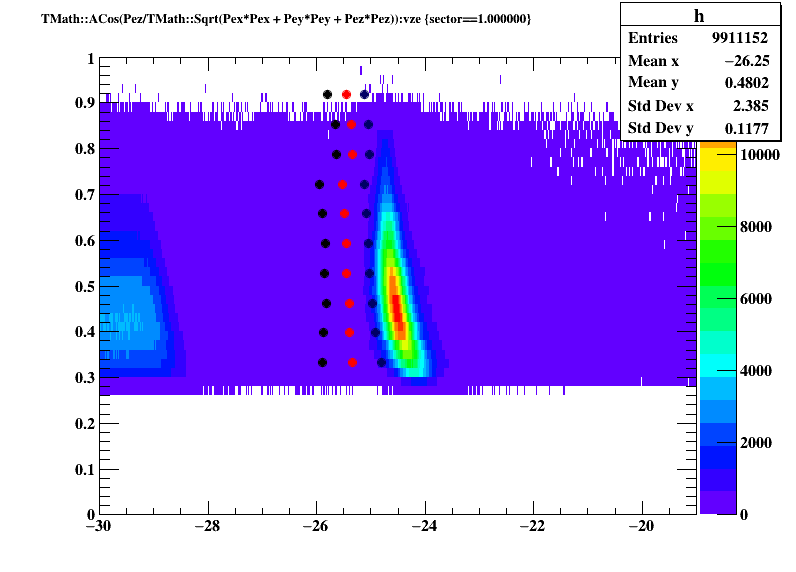 TMath::ACos(Pez/TMath::Sqrt(Pex*Pex + Pey*Pey + Pez*Pez)):vze {sector==1.000000}
h
Entries 9911152
Mean x −26.25
Mean y 0.4802
Std Dev x 2.385
Std Dev y 0.1177
1
0.9
0.8
0.7
0.6
0.5
0.4
0.3
0.2
0.1
0
−30 −28 −26 −24 −22 −20
10000
8000
6000
4000
2000
0